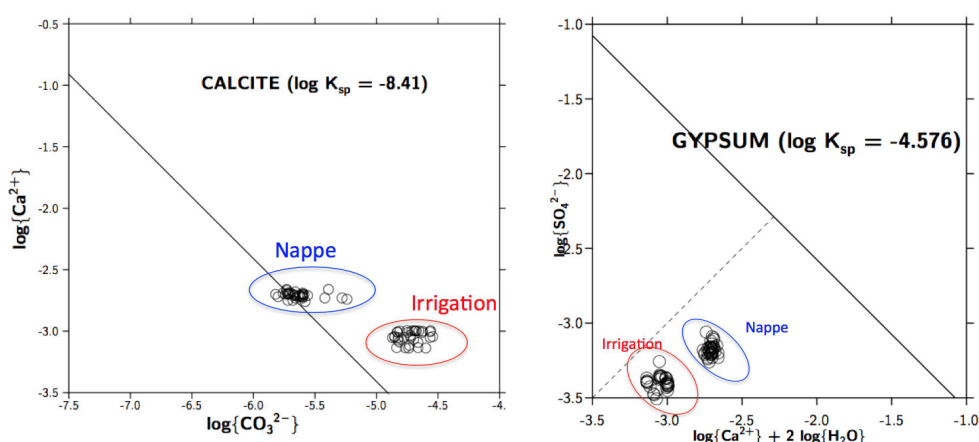 -0.5
-1.0
-1.5
-2.0
-2.5
-3.0
-3.5
log{Ca²⁺}
CALCITE (log K_sp = -8.41)
Nappe
Irrigation
-7.5
-7.0
-6.5
-6.0
-5.5
-5.0
-4.5
-4.
log{CO₃²⁻}
-1.0
-1.5
-2.0
-2.5
-3.0
-3.5
log{SO₄²⁻}
GYPSUM (log K_sp = -4.576)
Irrigation
Nappe
-3.5
-3.0
-2.5
-2.0
-1.5
-1.0
log{Ca²⁺} + 2 log{H₂O}